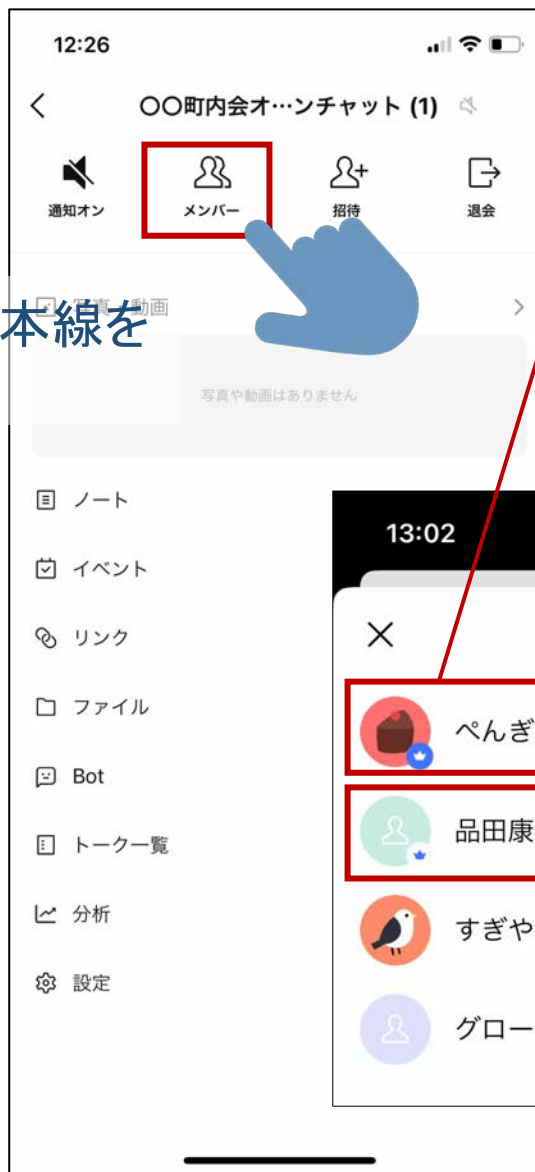 12:26
〇〇町内会オ…ンチャット (1)
通知オン
メンバー
招待
退会
写真・動画
本線を
写真や動画はありません
ノート
イベント
リンク
ファイル
Bot
トーク一覧
分析
設定
13:02
ぺんぎ
品田康
すぎや
グロー